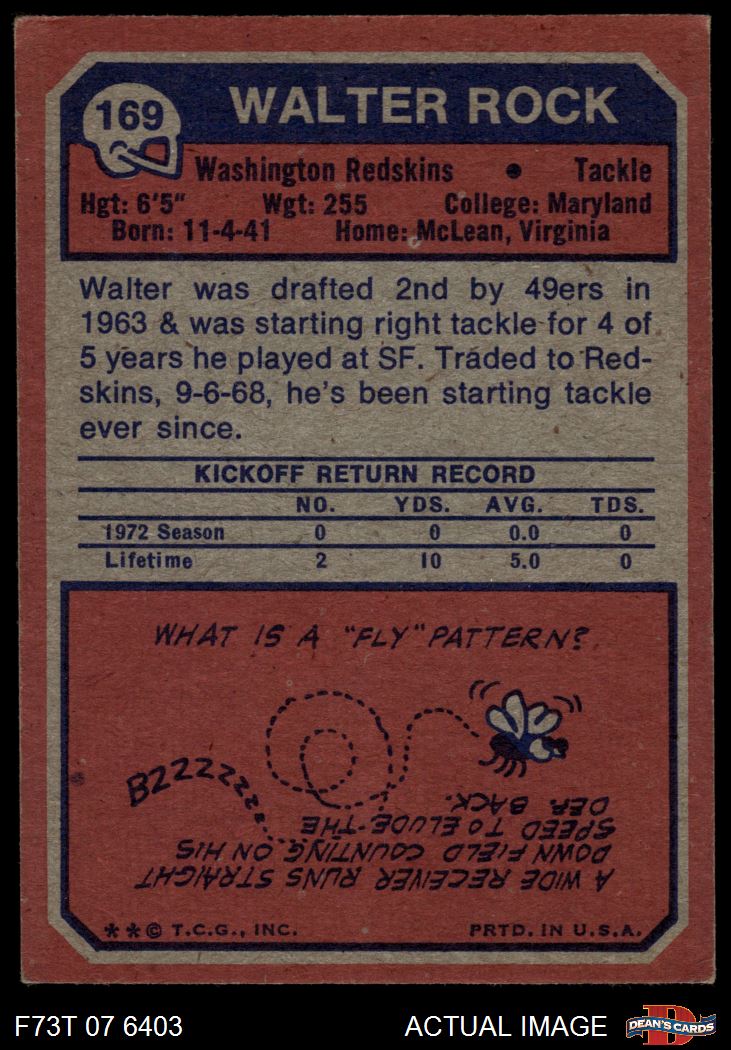 169
WALTER ROCK
Washington Redskins • Tackle
Hgt: 6'5" Wgt: 255 College: Maryland
Born: 11-4-41 Home: McLean, Virginia
Walter was drafted 2nd by 49ers in
1963 & was starting right tackle for 4 of
5 years he played at SF. Traded to Red-
skins, 9-6-68, he's been starting tackle
ever since.
KICKOFF RETURN RECORD
NO. YDS. AVG. TDS.
1972 Season 0 0 0.0 0
Lifetime 2 10 5.0 0
WHAT IS A "FLY" PATTERN?
BZZZZZZZ
A WIDE RECEIVER RUNS STRAIGHT
DOWN FIELD COUNTING ON HIS
SPEED TO ELUDE THE
DEF. BACK.
**© T.C.G., INC. PRTD. IN U.S.A.
F73T 07 6403 ACTUAL IMAGE
D
DEAN'S CARDS